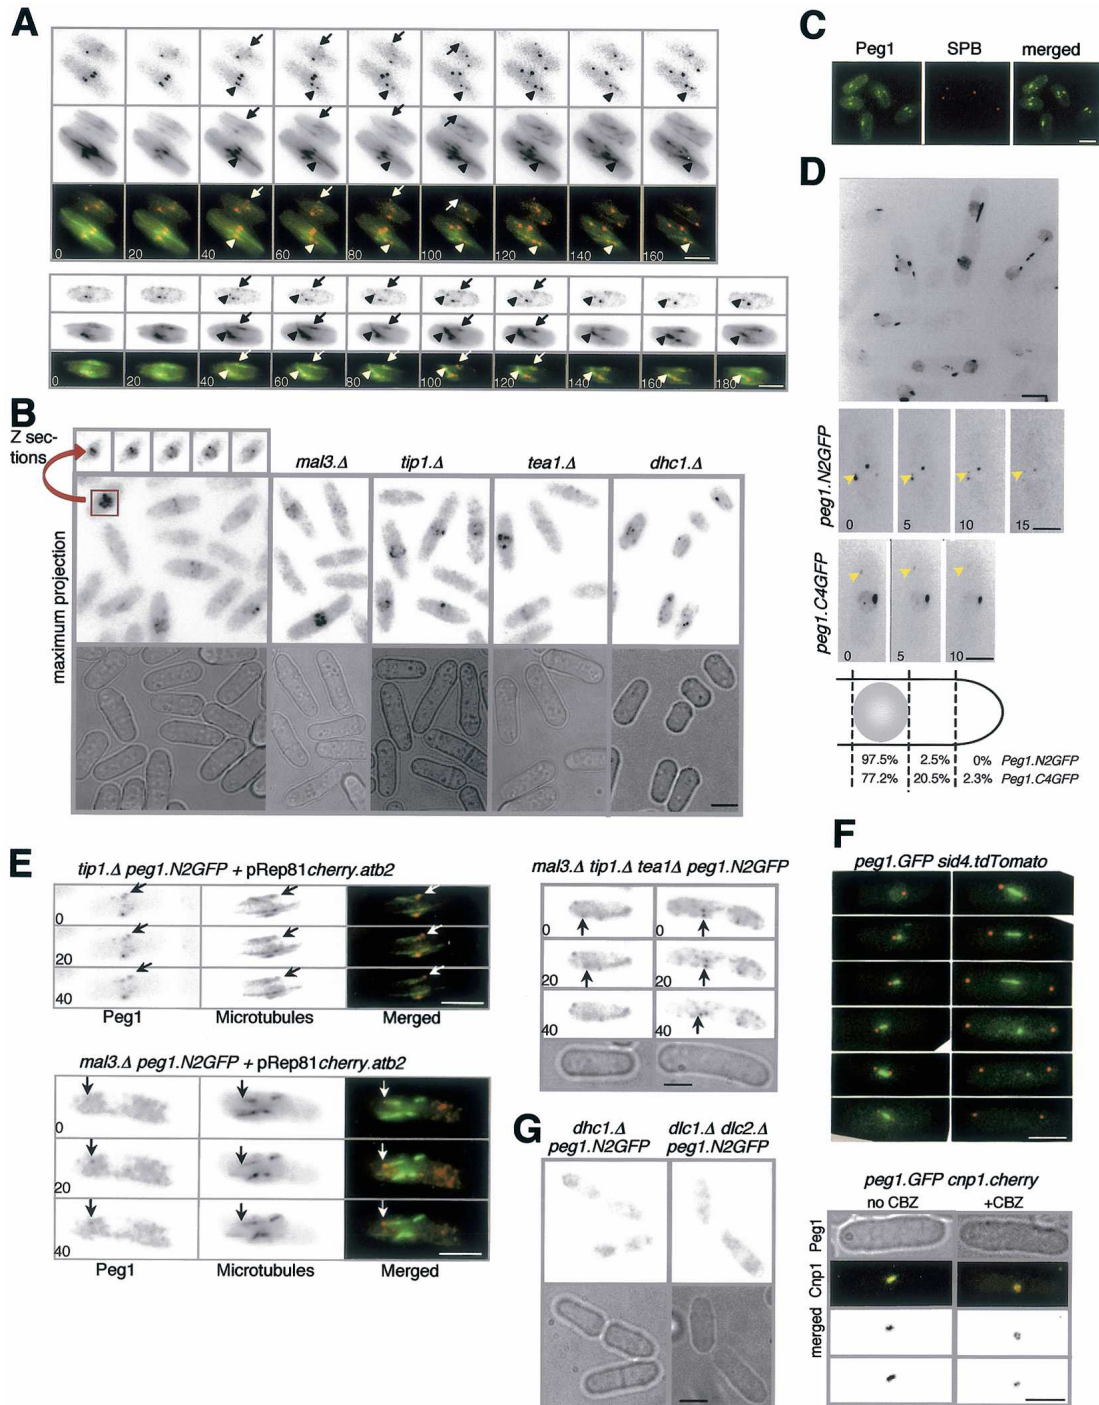 A
0
20
40
60
80
100
120
140
160
0
20
40
60
80
100
120
140
160
180
B
Z sec-
tions
mal3.Δ
tip1.Δ
tea1.Δ
dhc1.Δ
maximum projection
C
Peg1
SPB
merged
D
peg1.N2GFP
0
5
10
15
peg1.C4GFP
0
5
10
97.5%
2.5%
0%
Peg1.N2GFP
77.2%
20.5%
2.3%
Peg1.C4GFP
E
tip1.Δ peg1.N2GFP + pRep81cherry.atb2
0
20
40
Peg1
Microtubules
Merged
mal3.Δ peg1.N2GFP + pRep81cherry.atb2
0
20
40
Peg1
Microtubules
Merged
mal3.Δ tip1.Δ tea1Δ peg1.N2GFP
0
0
20
20
40
40
F
peg1.GFP sid4.tdTomato
peg1.GFP cnp1.cherry
no CBZ
+CBZ
Peg1
Cnp1
merged
G
dhc1.Δ
peg1.N2GFP
dlc1.Δ dlc2.Δ
peg1.N2GFP